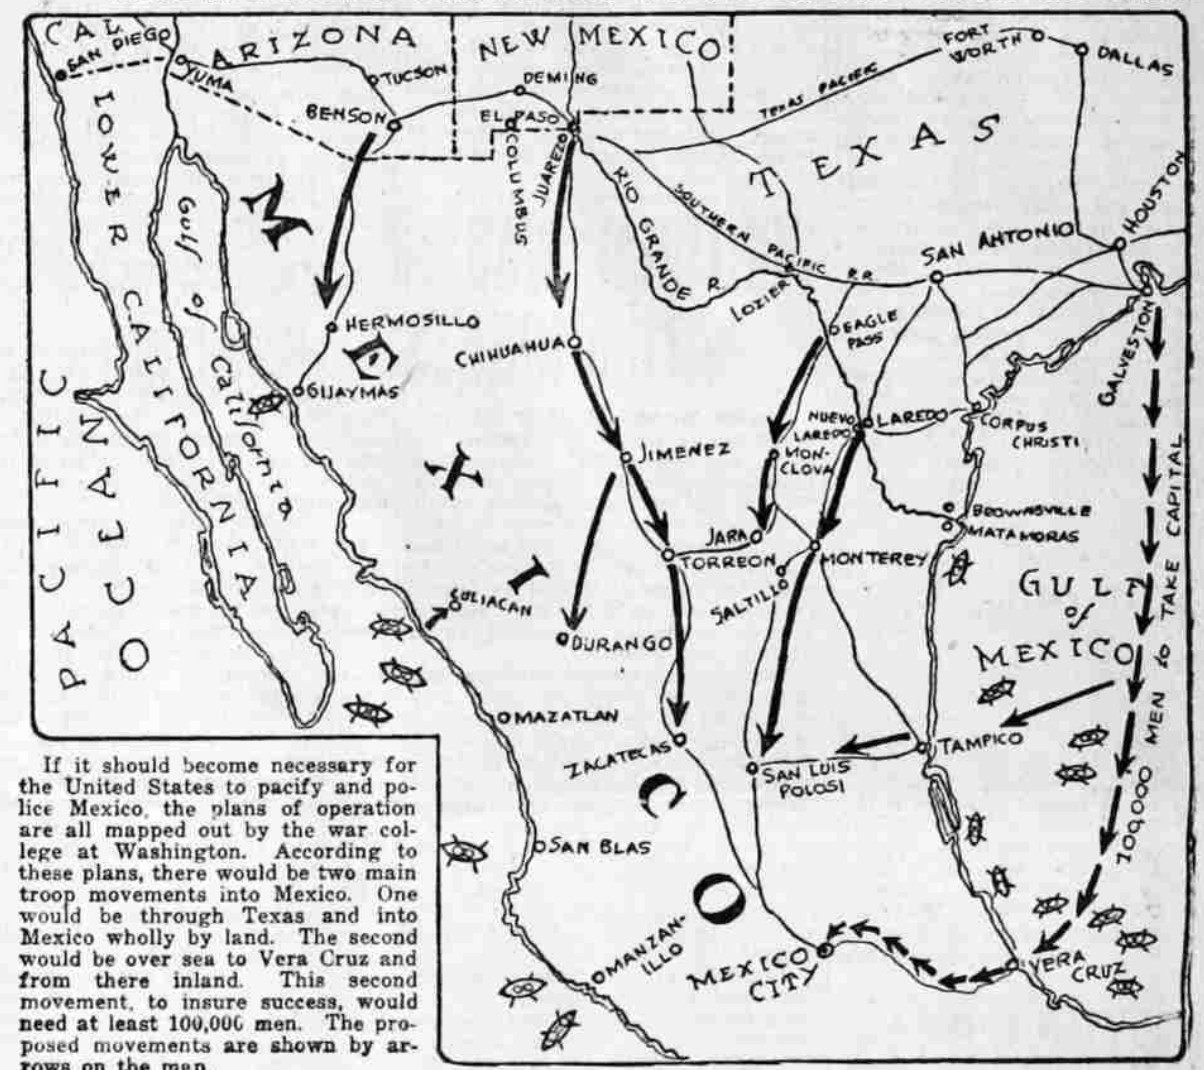 CAL.
SAN DIEGO
YUMA
ARIZONA
TUCSON
BENSON
NEW MEXICO
DEMING
EL PASO
COLUMBUS
JUAREZ
TEXAS PACIFIC
FORT
WORTH
DALLAS
TEXAS
HOUSTON
SAN ANTONIO
SOUTHERN PACIFIC R.R.
RIO GRANDE R.
LOZIER
EAGLE
PASS
GALVESTON
LOWER CALIFORNIA
Gulf of California
PACIFIC
OCEAN
MEXICO
HERMOSILLO
GUAYMAS
CHIHUAHUA
JIMENEZ
NUEVO
LAREDO
LAREDO
CORPUS
CHRISTI
MON-
CLOVA
BROWNSVILLE
MATAMORAS
JARA
TORREON
MONTEREY
SALTILLO
CULIACAN
DURANGO
GULF
of
MEXICO
MAZATLAN
ZACATECAS
SAN LUIS
POLOSI
TAMPICO
100,000 MEN to TAKE CAPITAL
SAN BLAS
MANZAN-
ILLO
MEXICO
CITY
VERA
CRUZ
If it should become necessary for
the United States to pacify and po-
lice Mexico, the plans of operation
are all mapped out by the war col-
lege at Washington. According to
these plans, there would be two main
troop movements into Mexico. One
would be through Texas and into
Mexico wholly by land. The second
would be over sea to Vera Cruz and
from there inland. This second
movement, to insure success, would
need at least 100,000 men. The pro-
posed movements are shown by ar-
rows on the map.